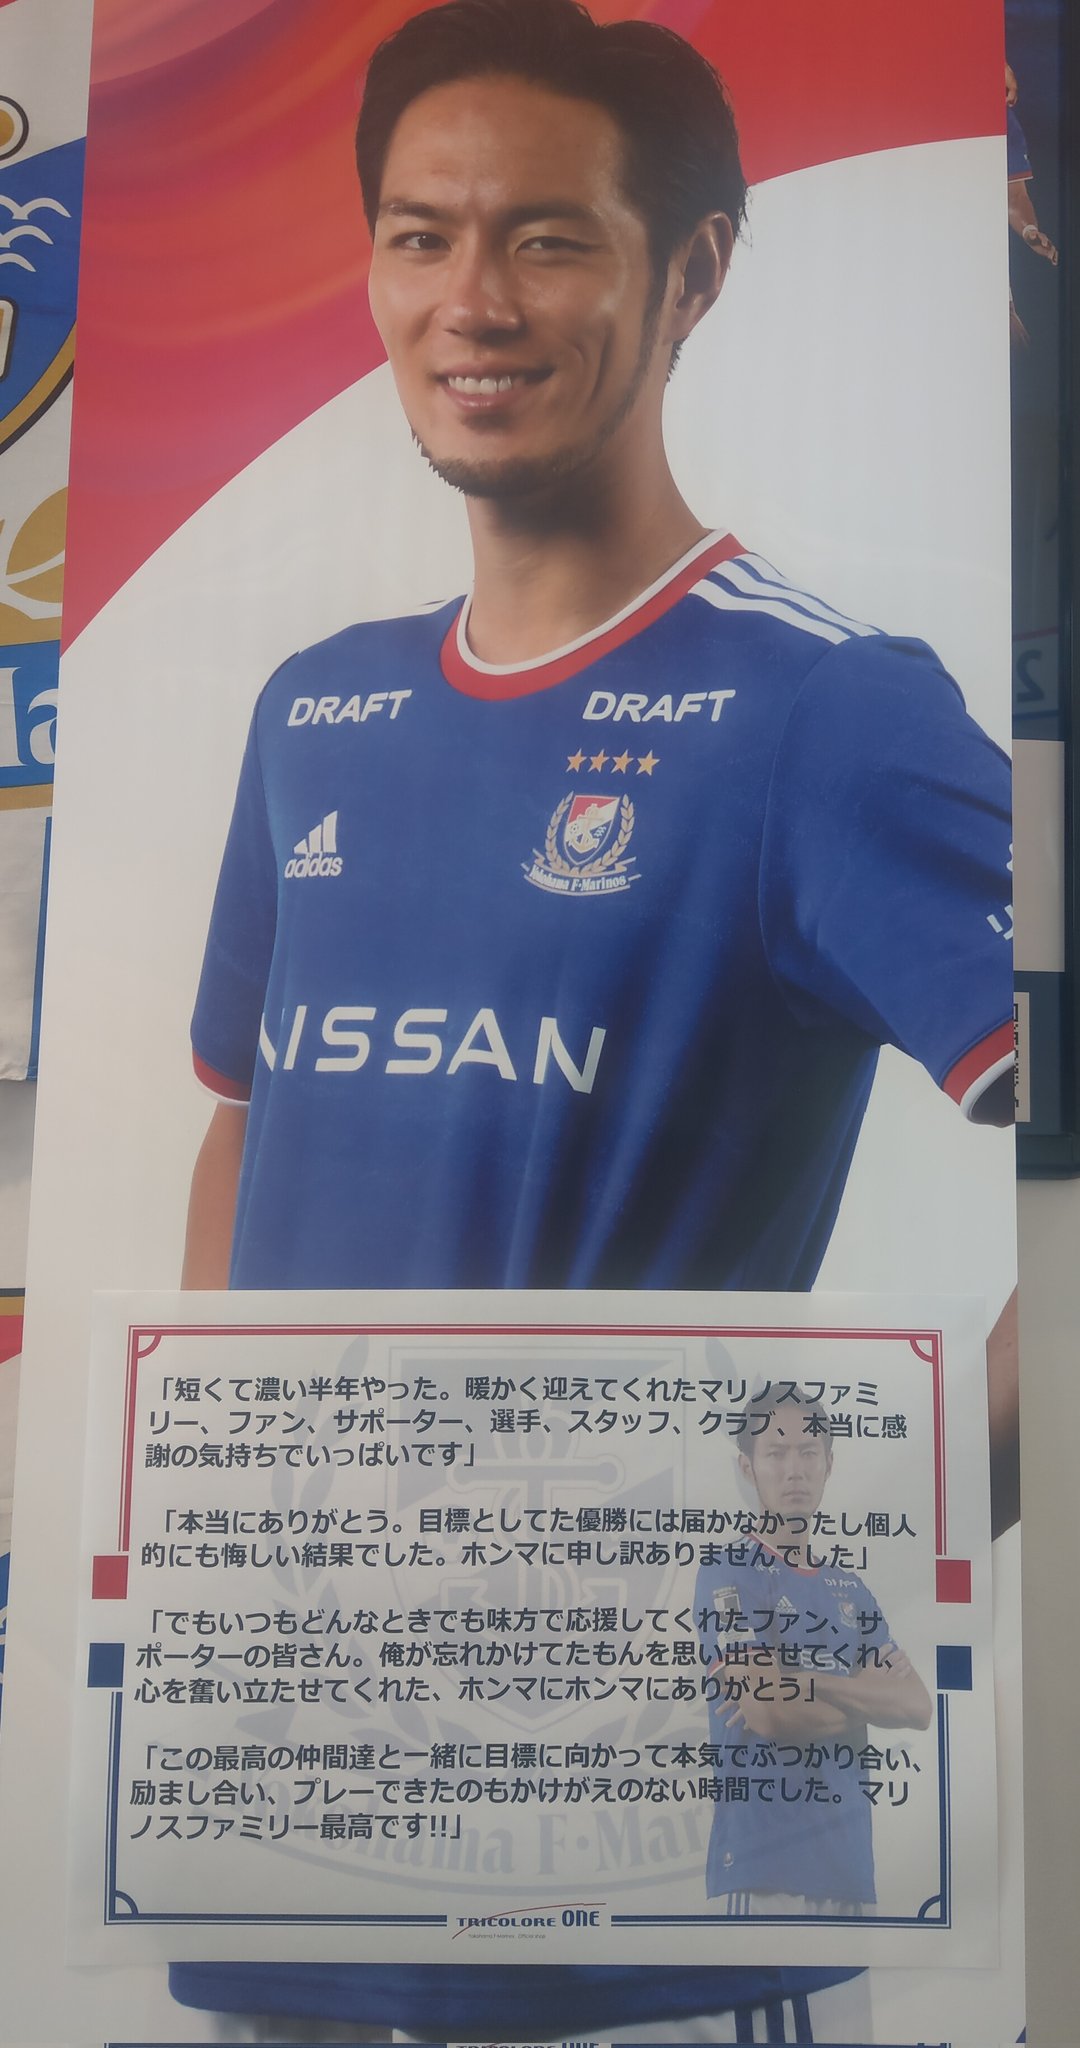 DRAFT DRAFT
adidas
Yokohama F·Marinos
NISSAN
「短くて濃い半年やった。暖かく迎えてくれたマリノスファミ
リー、ファン、サポーター、選手、スタッフ、クラブ、本当に感
謝の気持ちでいっぱいです」
「本当にありがとう。目標としてた優勝には届かなかったし個人
的にも悔しい結果でした。ホンマに申し訳ありませんでした」
「でもいつもどんなときでも味方で応援してくれたファン、サ
ポーターの皆さん。俺が忘れかけてたもんを思い出させてくれ、
心を奮い立たせてくれた、ホンマにホンマにありがとう」
「この最高の仲間達と一緒に目標に向かって本気でぶつかり合い、
励まし合い、プレーできたのもかけがえのない時間でした。マリ
ノスファミリー最高です!!」
TRICOLORE ONE
Yokohama F·Marinos Official shop
TRICOLORE ONE